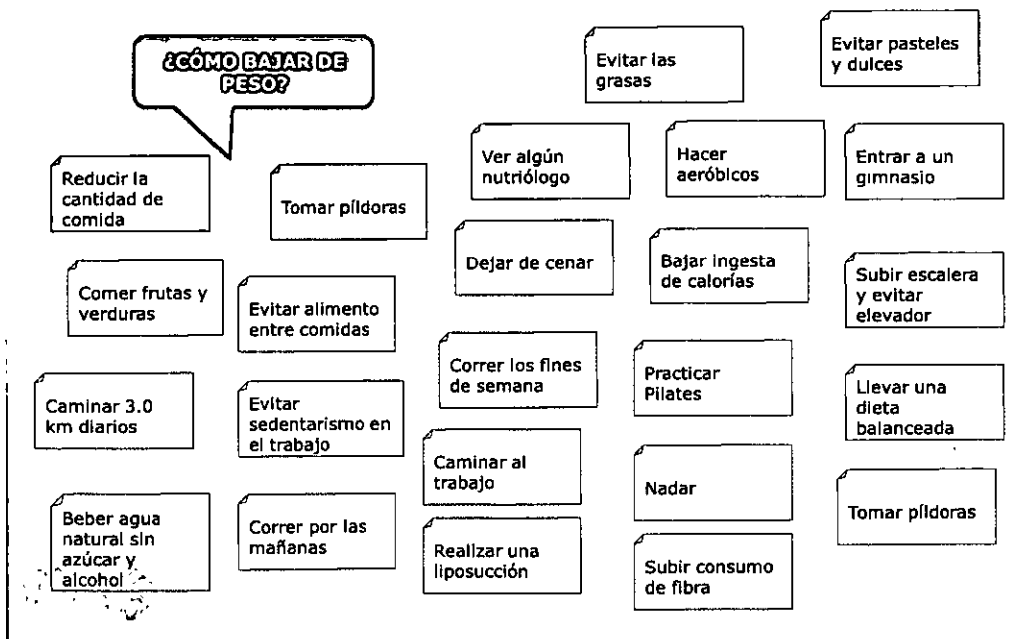 ¿CÓMO BAJAR DE
PESO?
Evitar las
grasas
Evitar pasteles
y dulces
Reducir la
cantidad de
comida
Tomar píldoras
Ver algún
nutriólogo
Hacer
aeróbicos
Entrar a un
gimnasio
Comer frutas y
verduras
Evitar alimento
entre comidas
Dejar de cenar
Bajar ingesta
de calorías
Subir escalera
y evitar
elevador
Caminar 3.0
km diarios
Evitar
sedentarismo en
el trabajo
Correr los fines
de semana
Practicar
Pilates
Llevar una
dieta
balanceada
Caminar al
trabajo
Nadar
Tomar píldoras
Beber agua
natural sin
azúcar y
alcohol
Correr por las
mañanas
Realizar una
liposucción
Subir consumo
de fibra